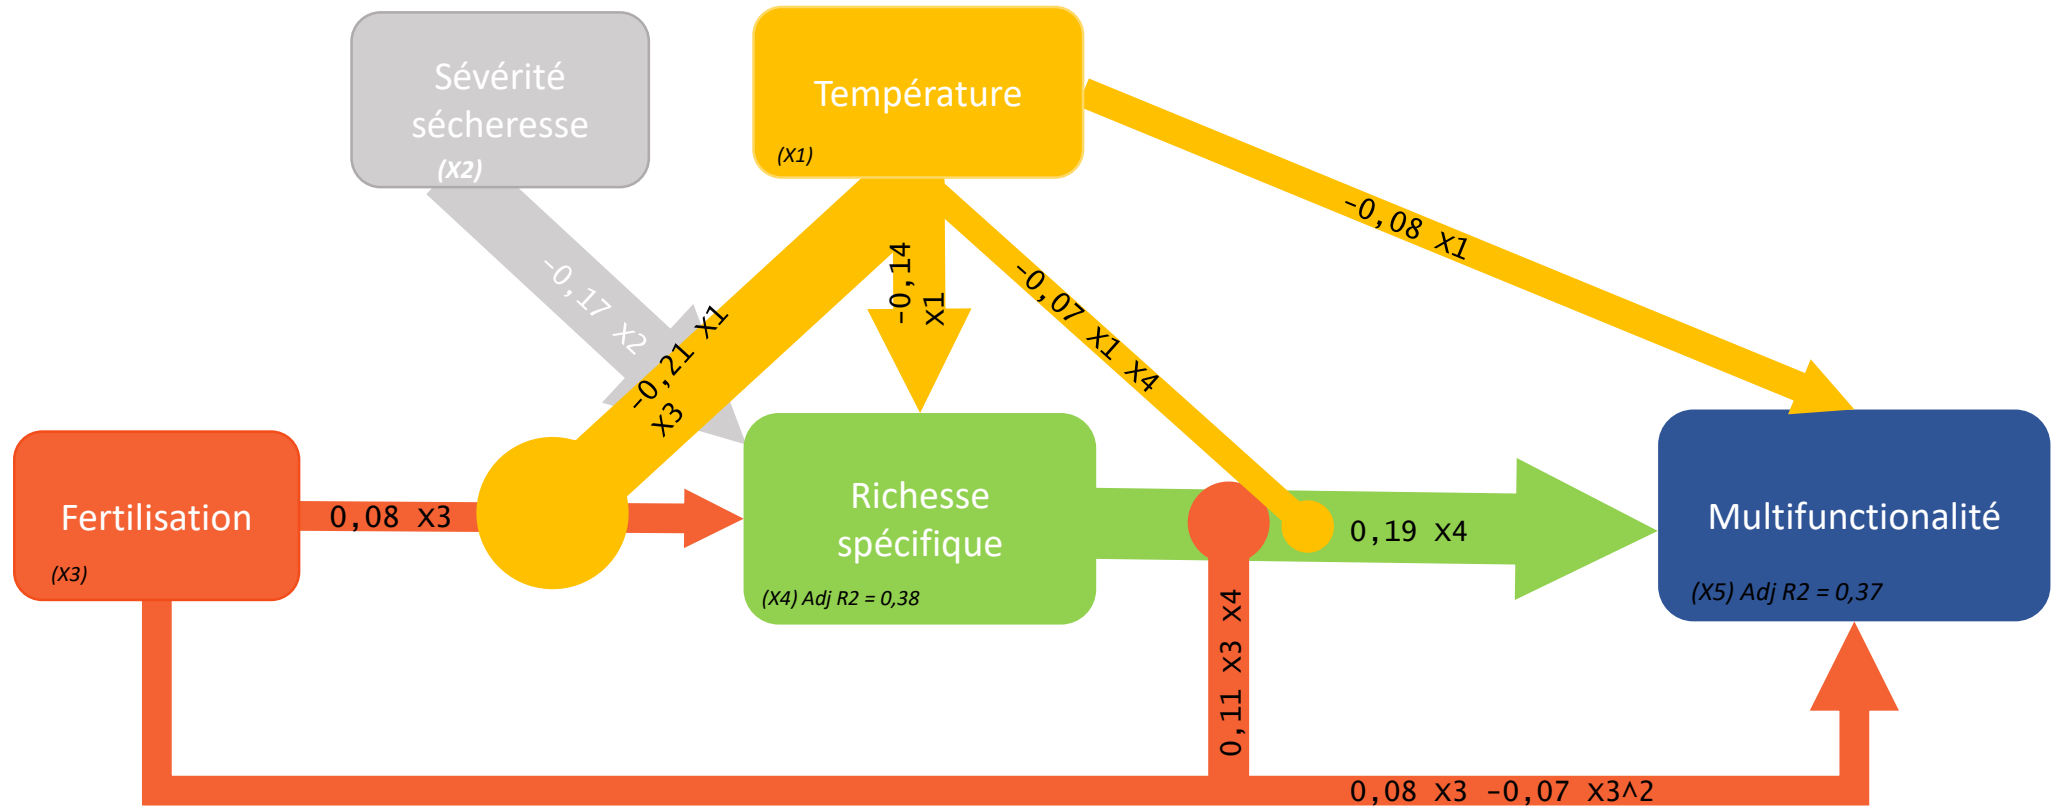 Sévérité
sécheresse
(X2)
Température
(X1)
-0,08 X1
-0,17 X2
-0,21 X1
X3
-0,14
X1
-0,07 X1 X4
Fertilisation
(X3)
0,08 X3
Richesse
spécifique
(X4) Adj R2 = 0,38
0,19 X4
Multifunctionalité
(X5) Adj R2 = 0,37
0,11 X3 X4
0,08 X3 -0,07 X3^2